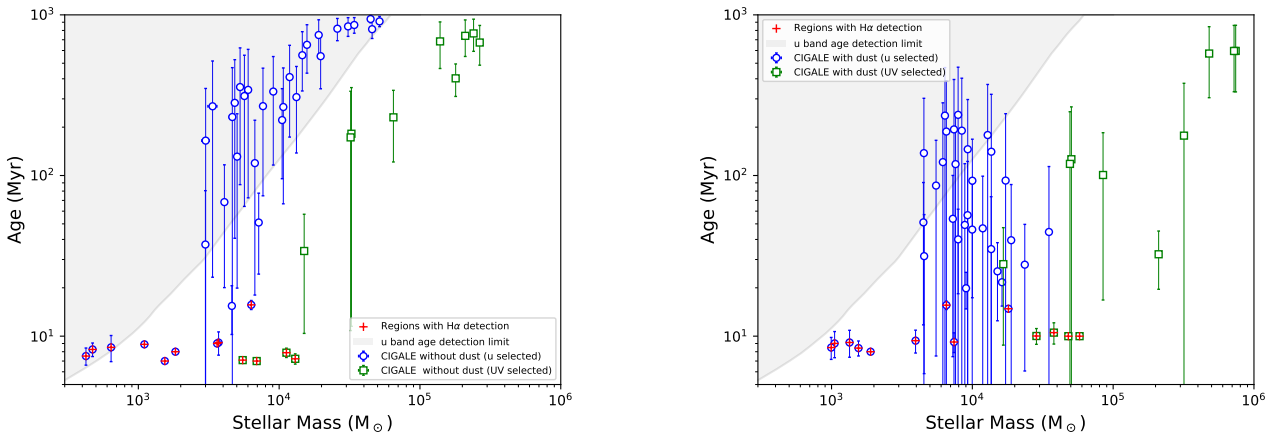 10³
10²
10¹
Age (Myr)
Regions with Hα detection
u band age detection limit
CIGALE without dust (u selected)
CIGALE  without dust (UV selected)
10³ 10⁴ 10⁵ 10⁶
Stellar Mass (M☉)
10³
10²
10¹
Age (Myr)
Regions with Hα detection
u band age detection limit
CIGALE with dust (u selected)
CIGALE with dust (UV selected)
10³ 10⁴ 10⁵ 10⁶
Stellar Mass (M☉)